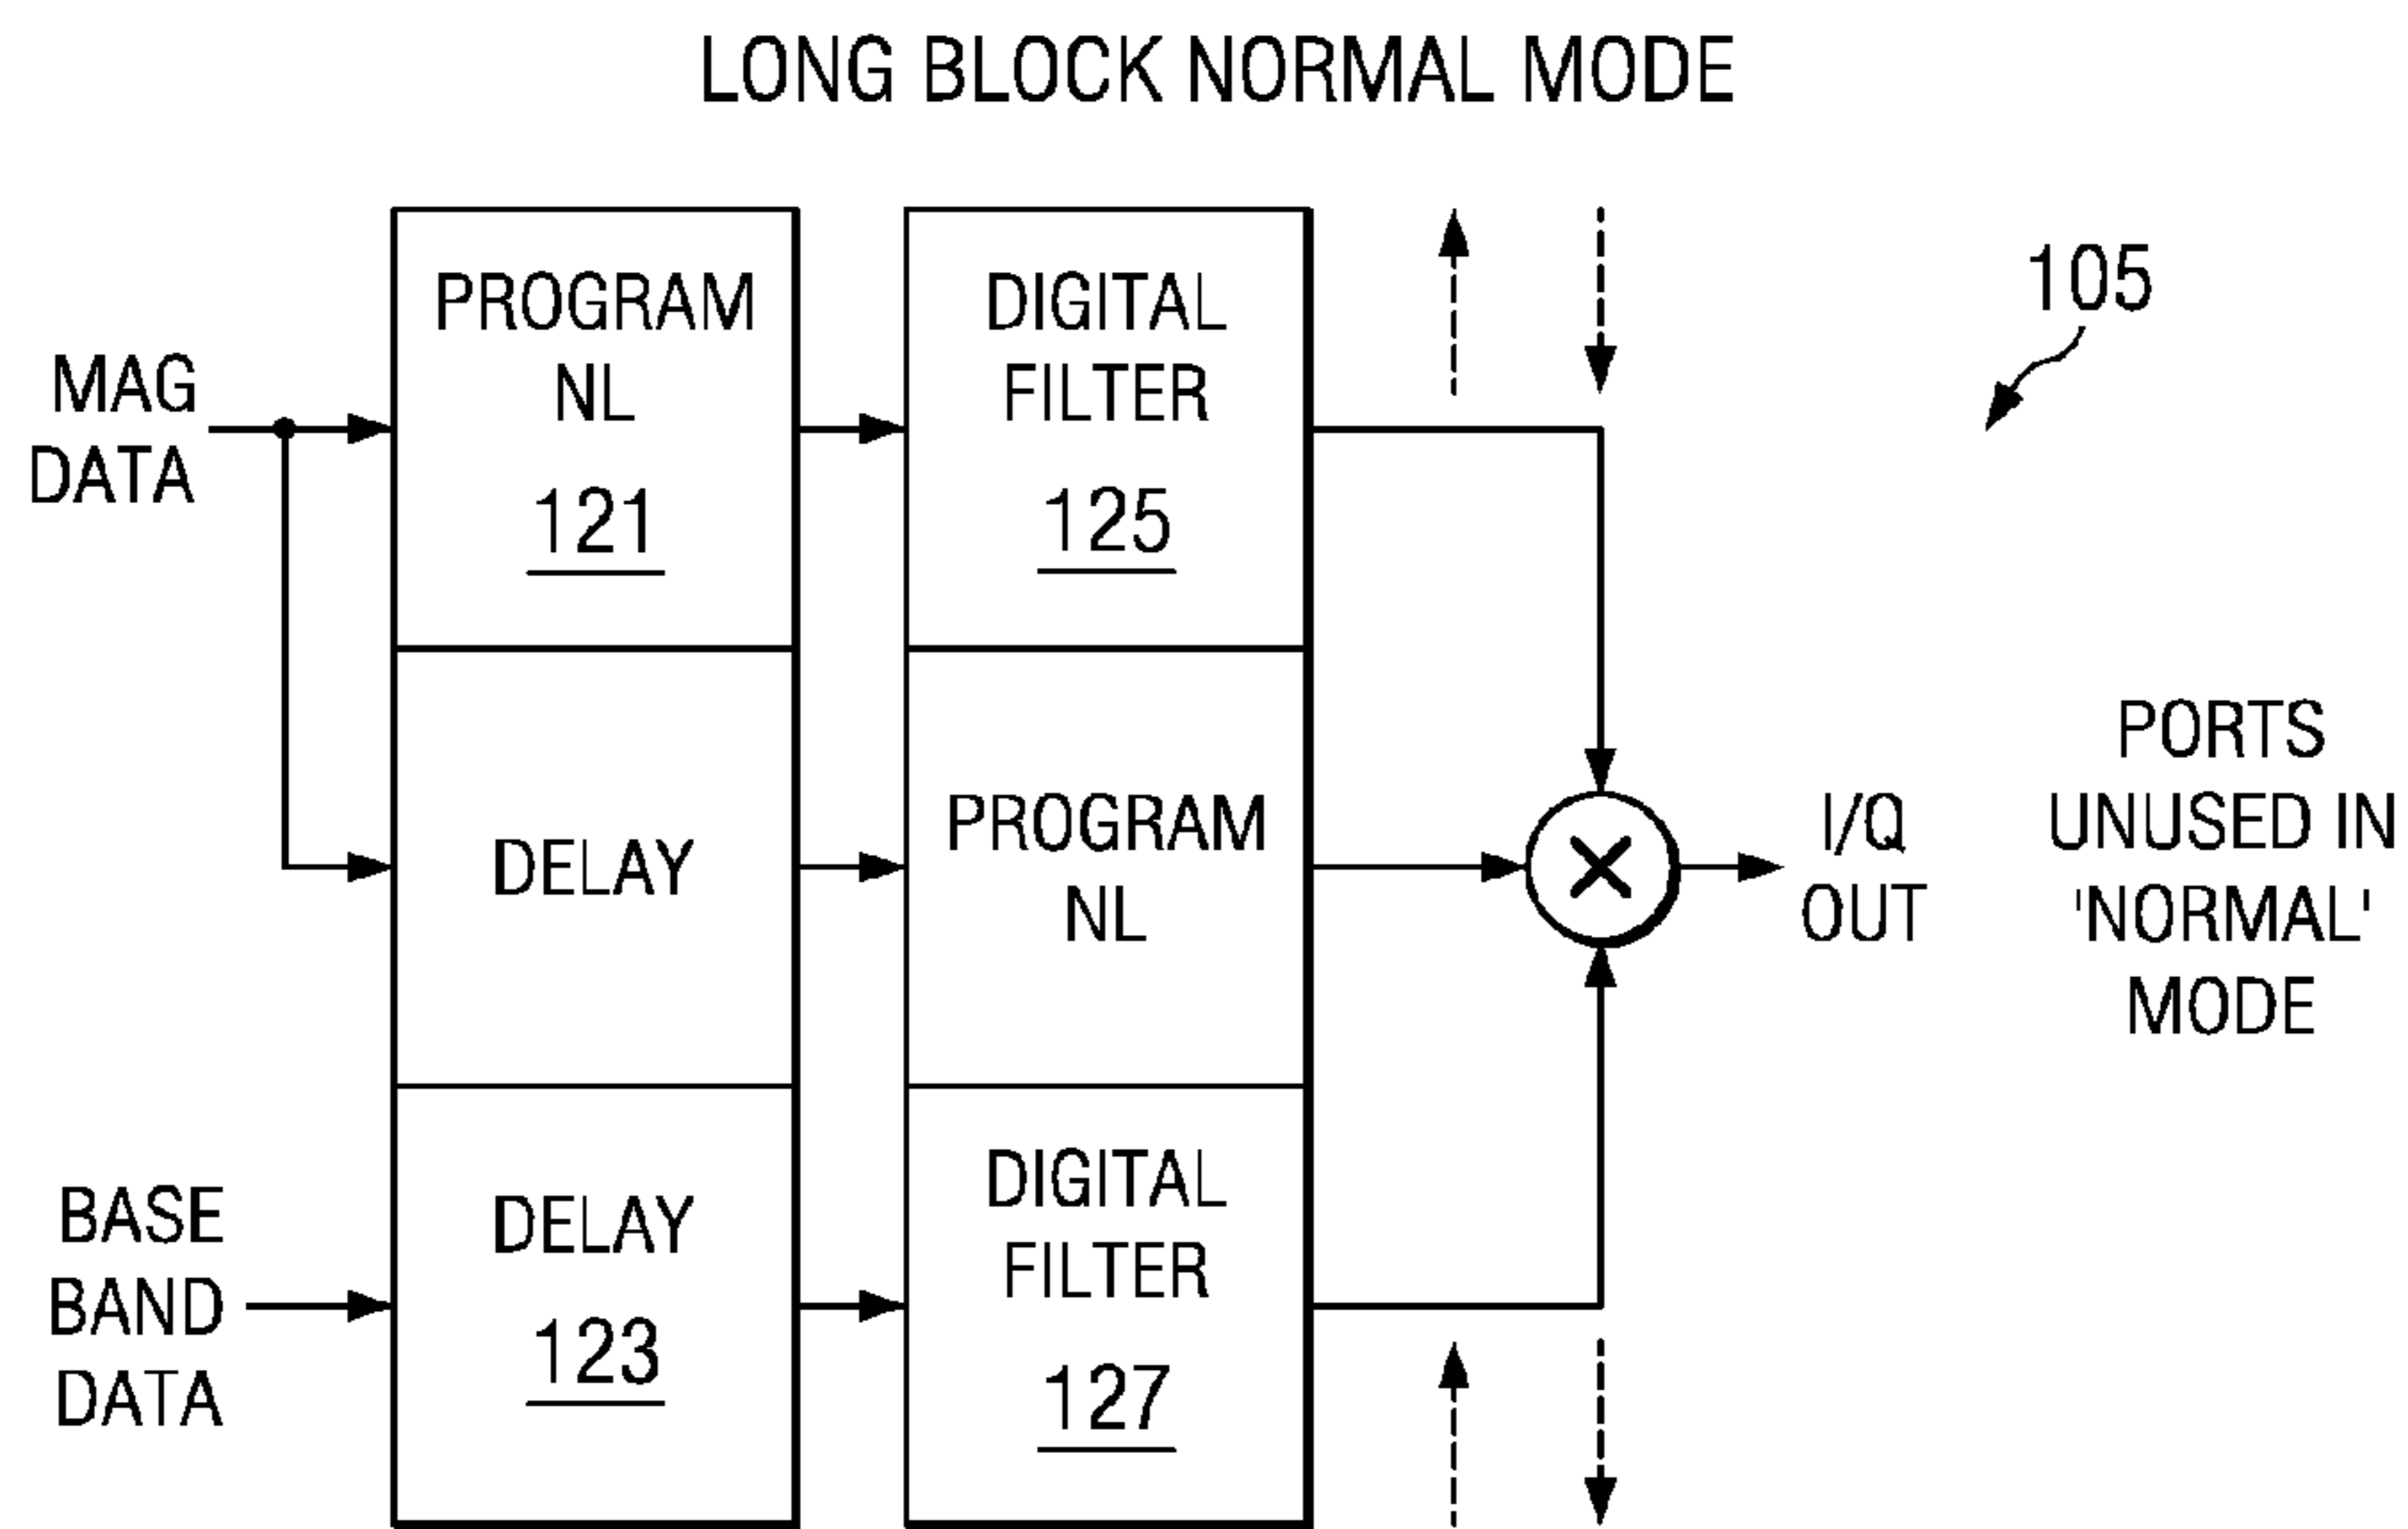 LONG BLOCK NORMAL MODE
MAG
DATA
PROGRAM
NL
121
DIGITAL
FILTER
125
105
DELAY
PROGRAM
NL
I/Q
OUT
PORTS
UNUSED IN
'NORMAL'
MODE
BASE
BAND
DATA
DELAY
123
DIGITAL
FILTER
127